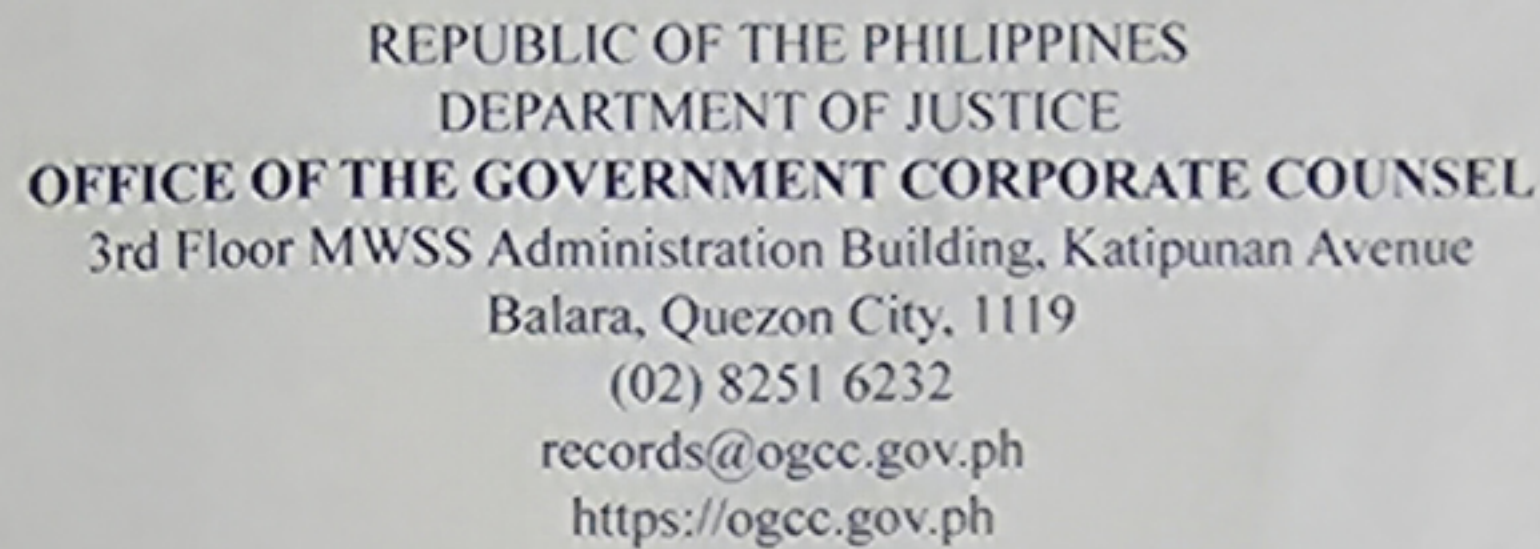 REPUBLIC OF THE PHILIPPINES
DEPARTMENT OF JUSTICE
OFFICE OF THE GOVERNMENT CORPORATE COUNSEL
3rd Floor MWSS Administration Building, Katipunan Avenue
Balara, Quezon City, 1119
(02) 8251 6232
records@ogcc.gov.ph
https://ogcc.gov.ph